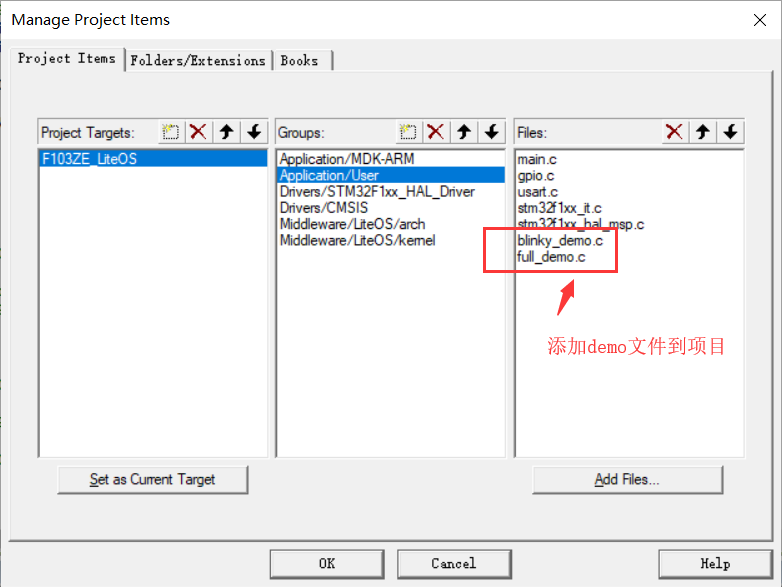 Manage Project Items
Project Items
Folders/Extensions
Books
Project Targets:
F103ZE_LiteOS
Groups:
Application/MDK-ARM
Application/User
Drivers/STM32F1xx_HAL_Driver
Drivers/CMSIS
Middleware/LiteOS/arch
Middleware/LiteOS/kernel
Files:
main.c
gpio.c
usart.c
stm32f1xx_it.c
stm32f1xx_hal_msp.c
blinky_demo.c
full_demo.c
添加demo文件到项目
Set as Current Target
Add Files...
OK
Cancel
Help